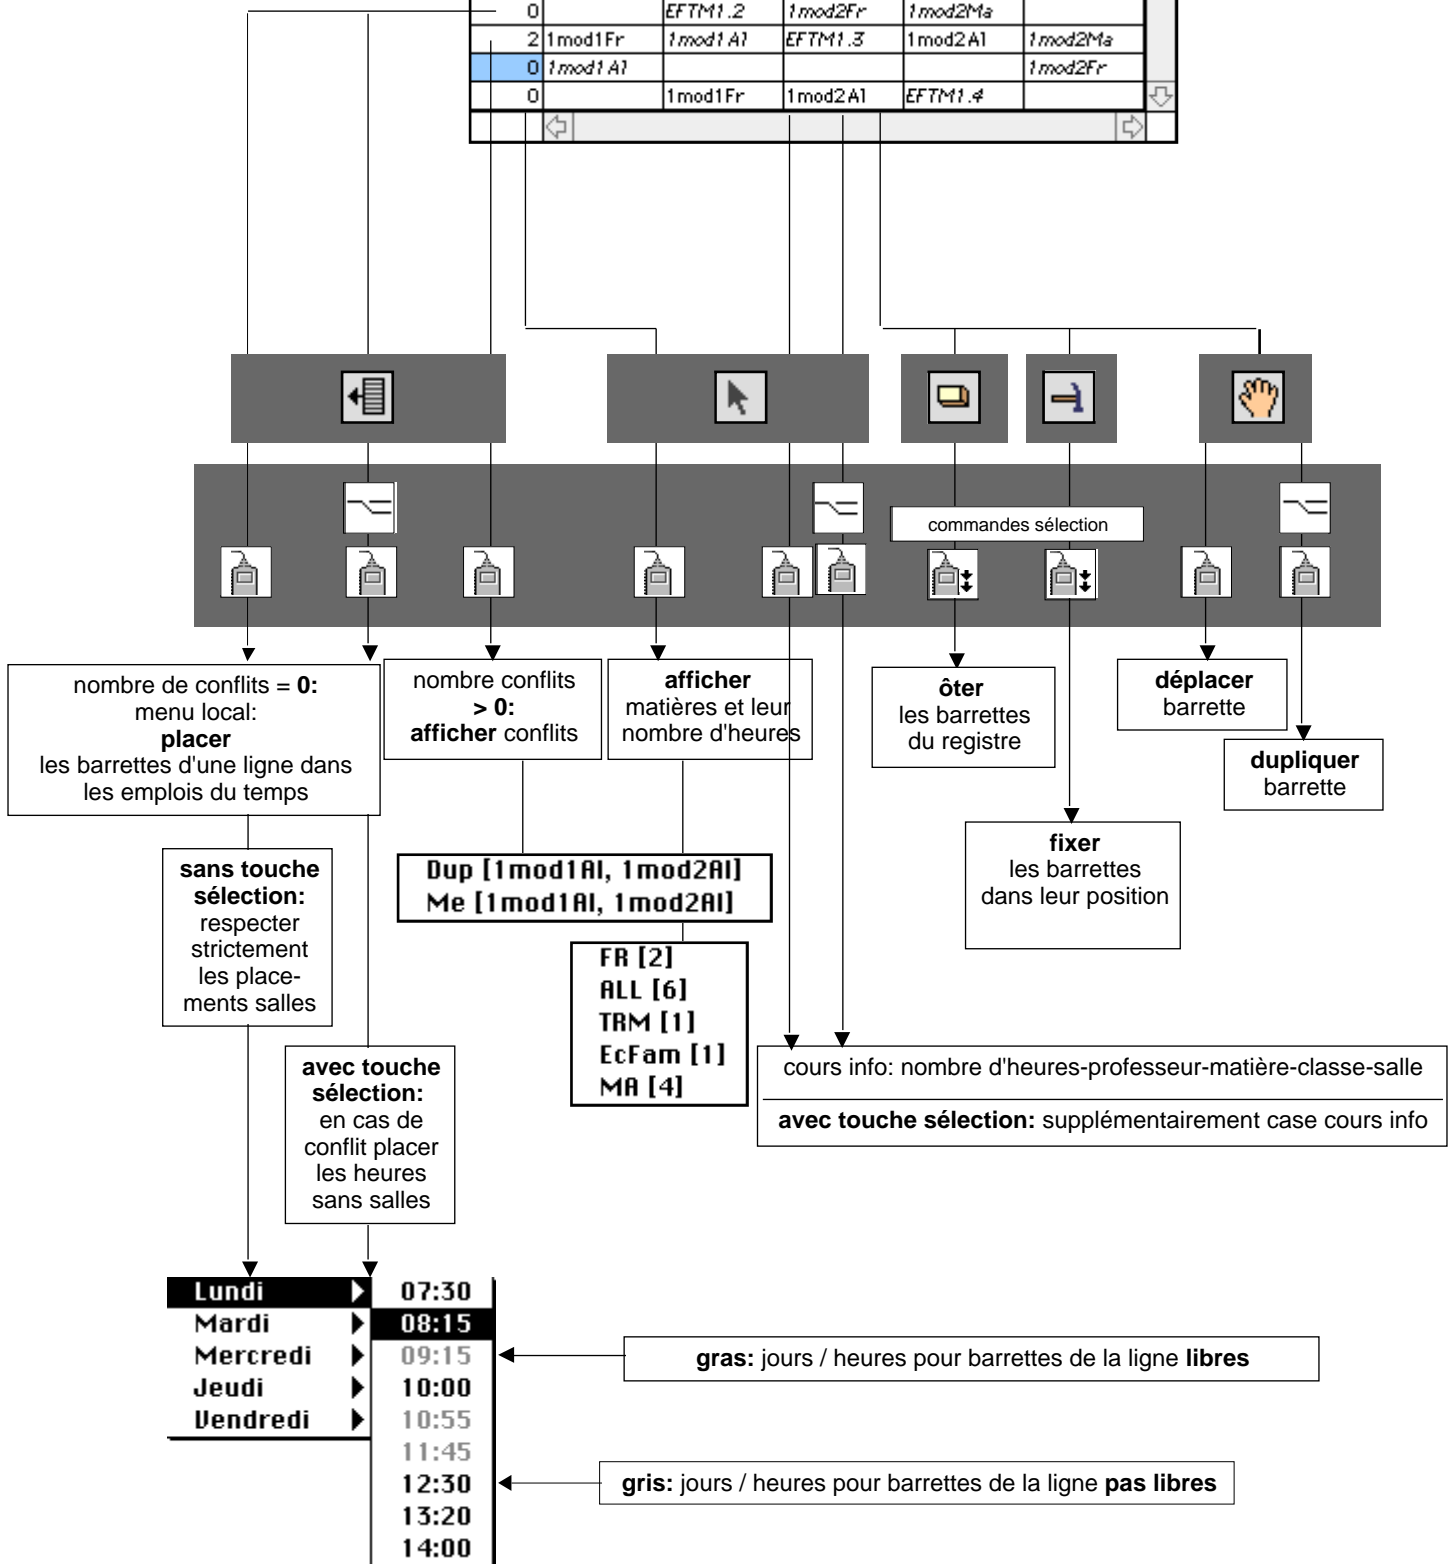 0 EFTM1.2 1mod2Fr 1mod2Ma
2 1mod1Fr 1mod1Al EFTM1.3 1mod2Al 1mod2Ma
0 1mod1Al 1mod2Fr
0 1mod1Fr 1mod2Al EFTM1.4
commandes sélection
nombre de conflits = 0:
menu local:
placer
les barrettes d'une ligne dans
les emplois du temps
nombre conflits
> 0:
afficher conflits
afficher
matières et leur
nombre d'heures
ôter
les barrettes
du registre
déplacer
barrette
dupliquer
barrette
fixer
les barrettes
dans leur position
sans touche
sélection:
respecter
strictement
les place-
ments salles
Dup [1mod1Al, 1mod2Al]
Me [1mod1Al, 1mod2Al]
FR [2]
ALL [6]
TRM [1]
EcFam [1]
MA [4]
avec touche
sélection:
en cas de
conflit placer
les heures
sans salles
cours info: nombre d'heures-professeur-matière-classe-salle
avec touche sélection: supplémentairement case cours info
Lundi
Mardi
Mercredi
Jeudi
Vendredi
07:30
08:15
09:15
10:00
10:55
11:45
12:30
13:20
14:00
gras: jours / heures pour barrettes de la ligne libres
gris: jours / heures pour barrettes de la ligne pas libres